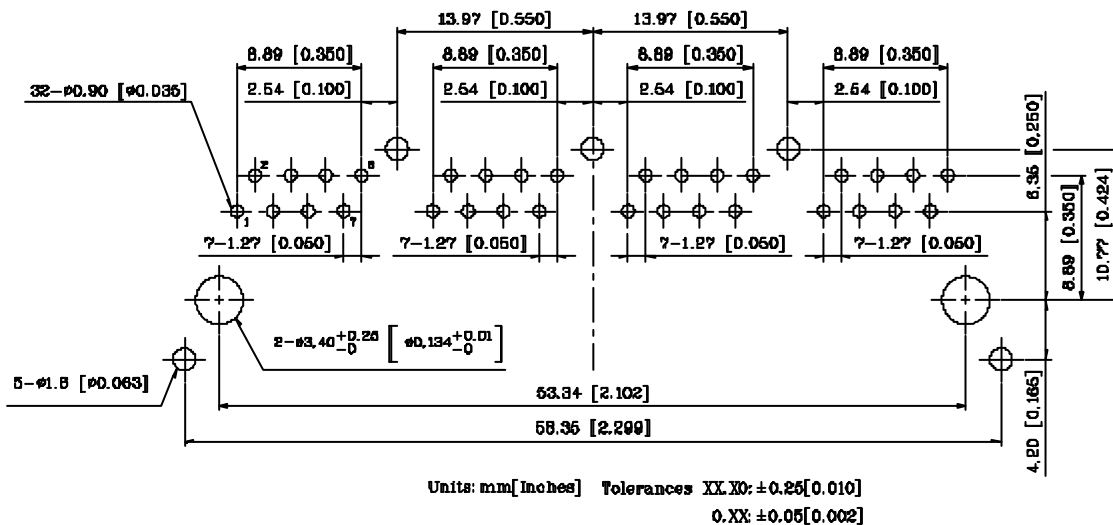 13.97 [0.550] 13.97 [0.550]
8.89 [0.350] 8.89 [0.350] 8.89 [0.350] 8.89 [0.350]
32-ø0.90 [ø0.035] 2.54 [0.100] 2.54 [0.100] 2.54 [0.100] 2.54 [0.100]
2 8
1 7
7-1.27 [0.050] 7-1.27 [0.050] 7-1.27 [0.050] 7-1.27 [0.050]
6.35 [0.250]
8.89 [0.350]
10.77 [0.424]
2-ø3.40+0.25 -0 [ø0.134+0.01 -0]
5-ø1.6 [ø0.063]
53.34 [2.102]
58.35 [2.299]
4.20 [0.165]
Units: mm[Inches] Tolerances XX.X0: ±0.25[0.010]
0.XX: ±0.05[0.002]